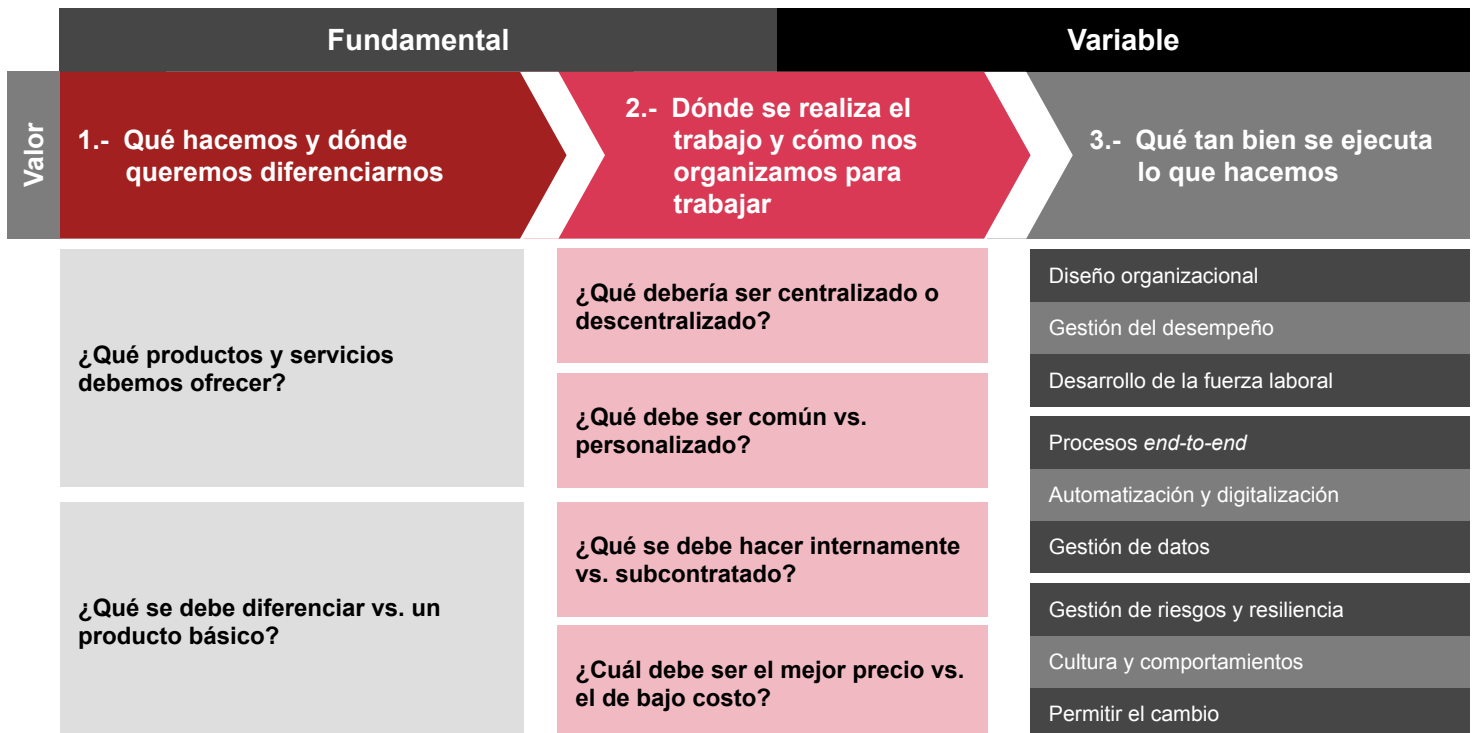 Fundamental
Variable
Valor
1.- Qué hacemos y dónde
queremos diferenciarnos
2.- Dónde se realiza el
trabajo y cómo nos
organizamos para
trabajar
3.- Qué tan bien se ejecuta
lo que hacemos
¿Qué productos y servicios
debemos ofrecer?
¿Qué se debe diferenciar vs. un
producto básico?
¿Qué debería ser centralizado o
descentralizado?
¿Qué debe ser común vs.
personalizado?
¿Qué se debe hacer internamente
vs. subcontratado?
¿Cuál debe ser el mejor precio vs.
el de bajo costo?
Diseño organizacional
Gestión del desempeño
Desarrollo de la fuerza laboral
Procesos end-to-end
Automatización y digitalización
Gestión de datos
Gestión de riesgos y resiliencia
Cultura y comportamientos
Permitir el cambio